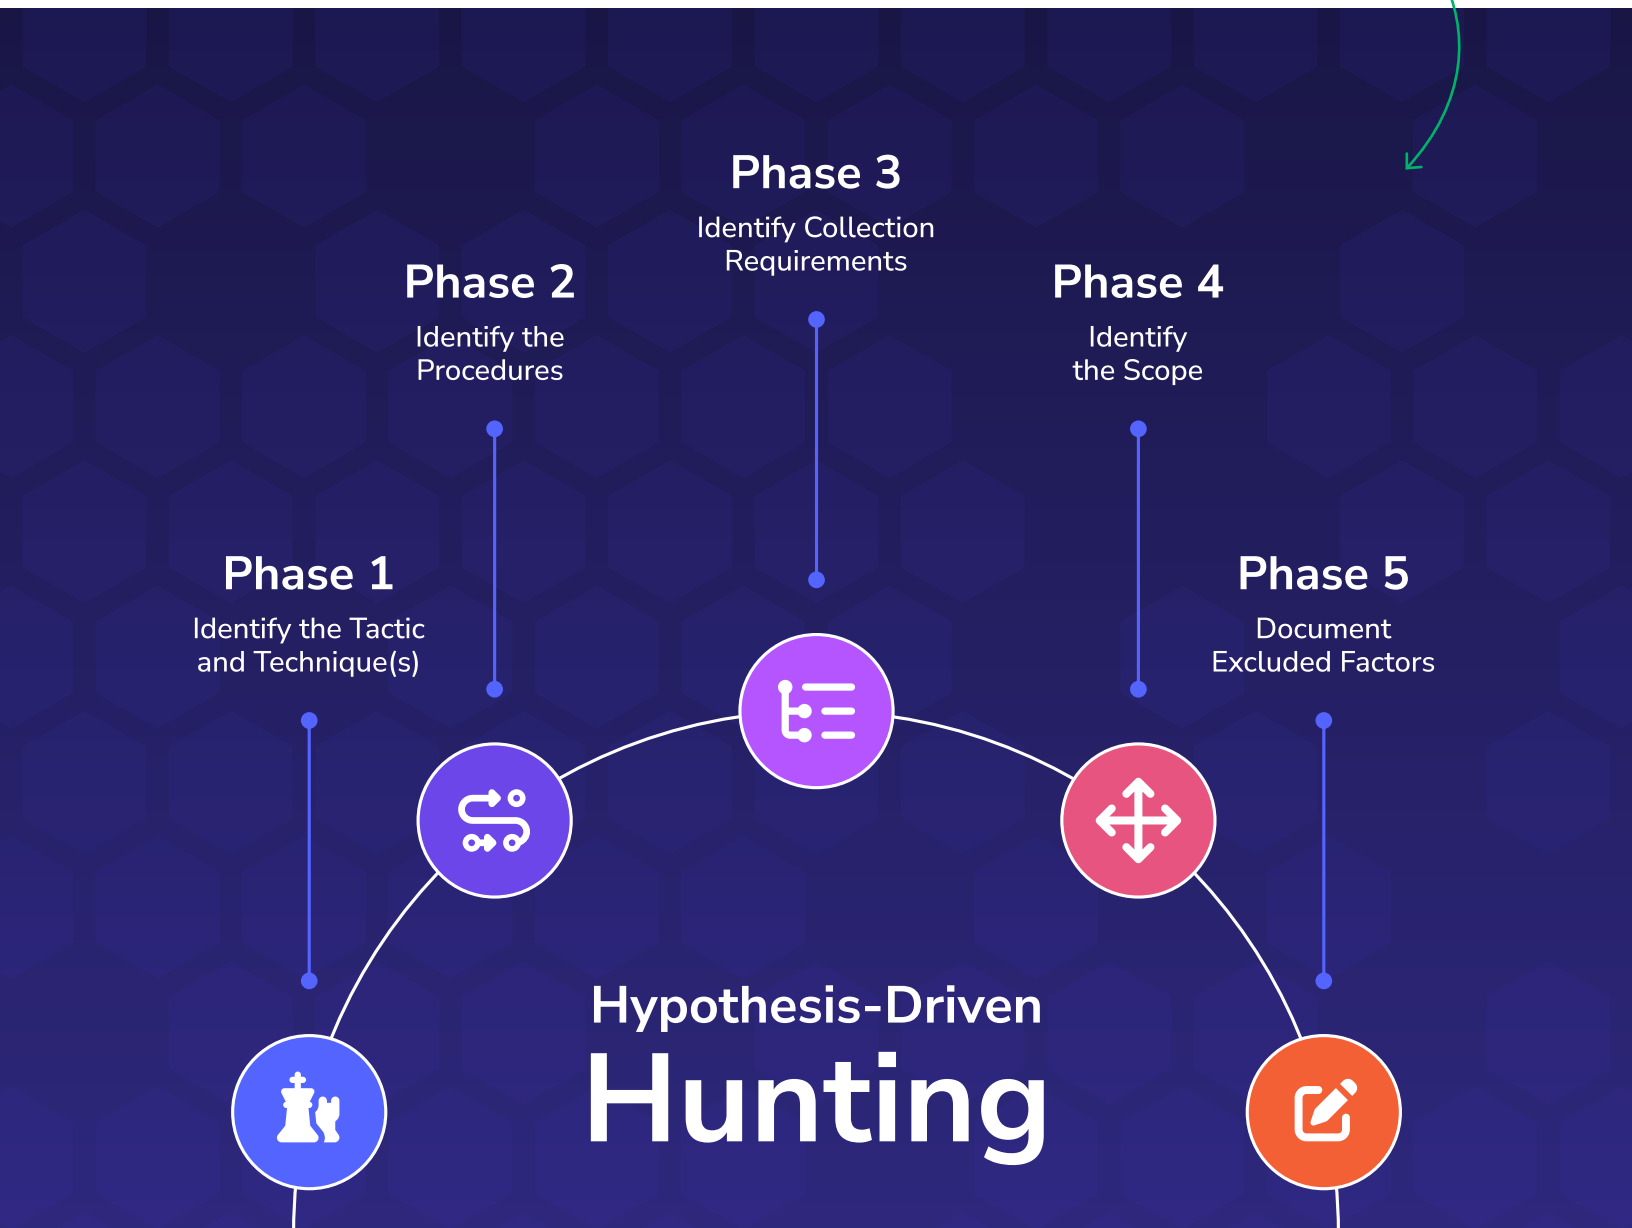 Phase 1
Identify the Tactic
and Technique(s)
Phase 2
Identify the
Procedures
Phase 3
Identify Collection
Requirements
Phase 4
Identify
the Scope
Phase 5
Document
Excluded Factors
Hypothesis-Driven
Hunting